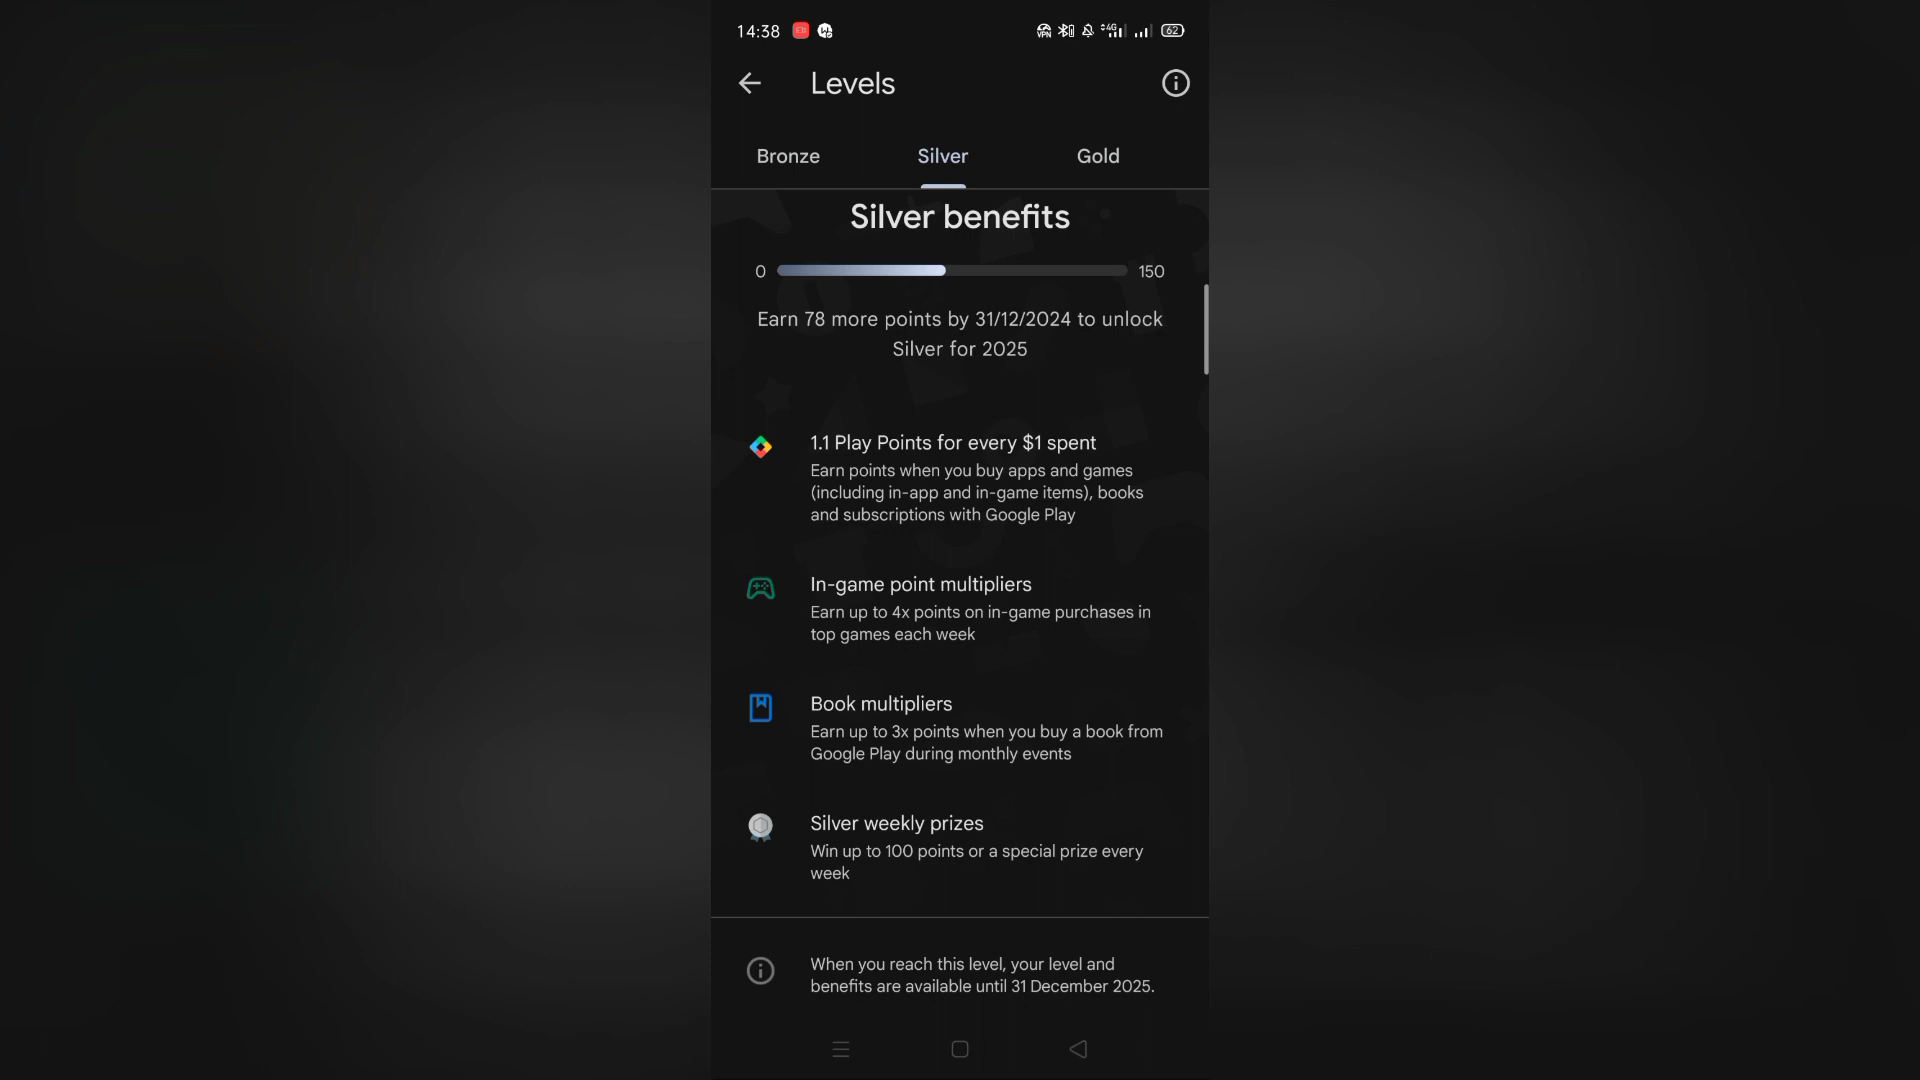 14:38
VPN 4G 62
Levels
Bronze Silver Gold
Silver benefits
0 150
Earn 78 more points by 31/12/2024 to unlock
Silver for 2025
1.1 Play Points for every $1 spent
Earn points when you buy apps and games
(including in-app and in-game items), books
and subscriptions with Google Play
In-game point multipliers
Earn up to 4x points on in-game purchases in
top games each week
Book multipliers
Earn up to 3x points when you buy a book from
Google Play during monthly events
Silver weekly prizes
Win up to 100 points or a special prize every
week
When you reach this level, your level and
benefits are available until 31 December 2025.